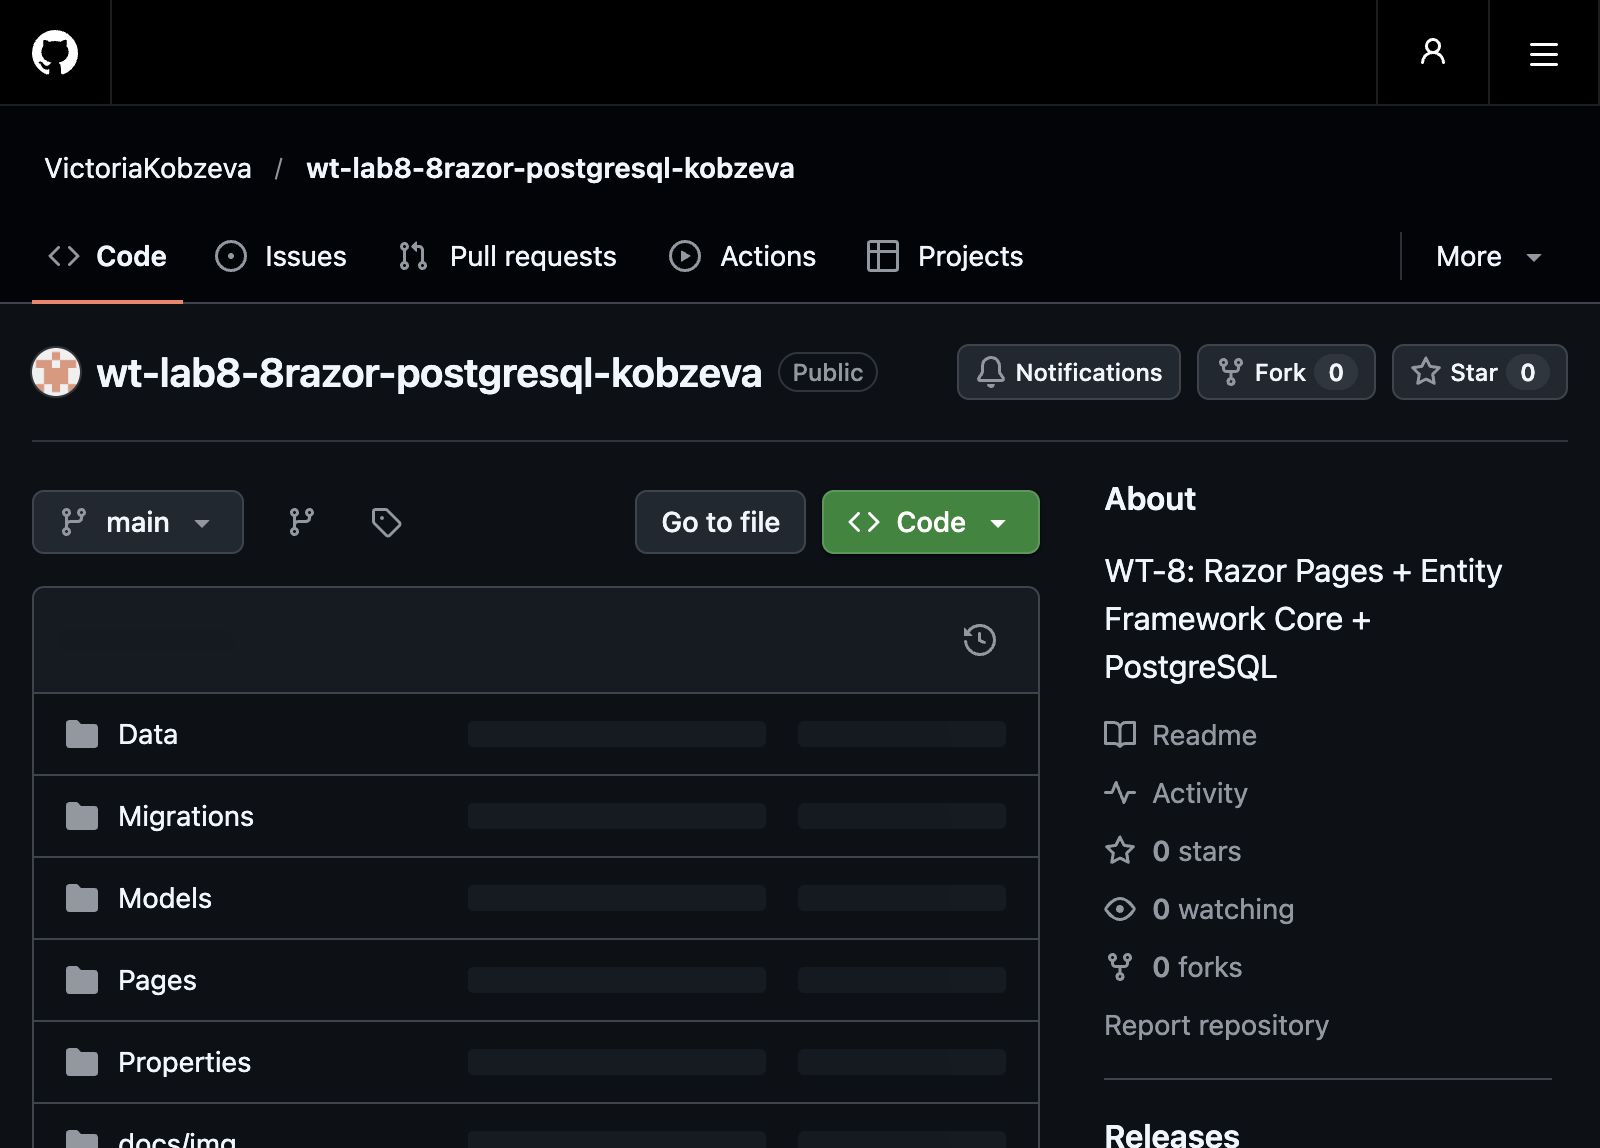 VictoriaKobzeva / wt-lab8-8razor-postgresql-kobzeva
Code Issues Pull requests Actions Projects More
wt-lab8-8razor-postgresql-kobzeva Public Notifications Fork 0 Star 0
main Go to file Code
Data
Migrations
Models
Pages
Properties
docs/img
About
WT-8: Razor Pages + Entity
Framework Core +
PostgreSQL
Readme
Activity
0 stars
0 watching
0 forks
Report repository
Releases